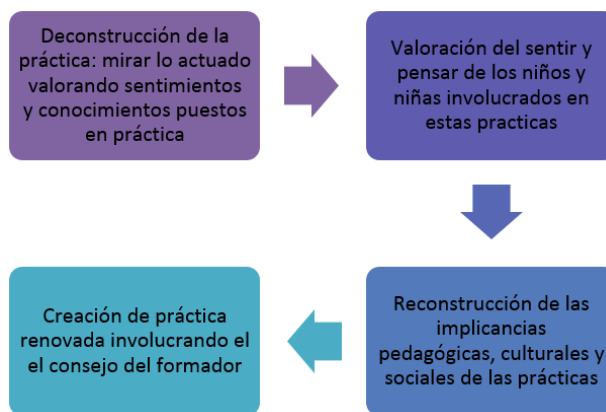 Deconstrucción de la
práctica: mirar lo actuado
valorando sentimientos
y conocimientos puestos
en práctica
Valoración del sentir y
pensar de los niños y
niñas involucrados en
estas practicas
Reconstrucción de las
implicancias
pedagógicas, culturales y
sociales de las prácticas
Creación de práctica
renovada involucrando el
el consejo del formador